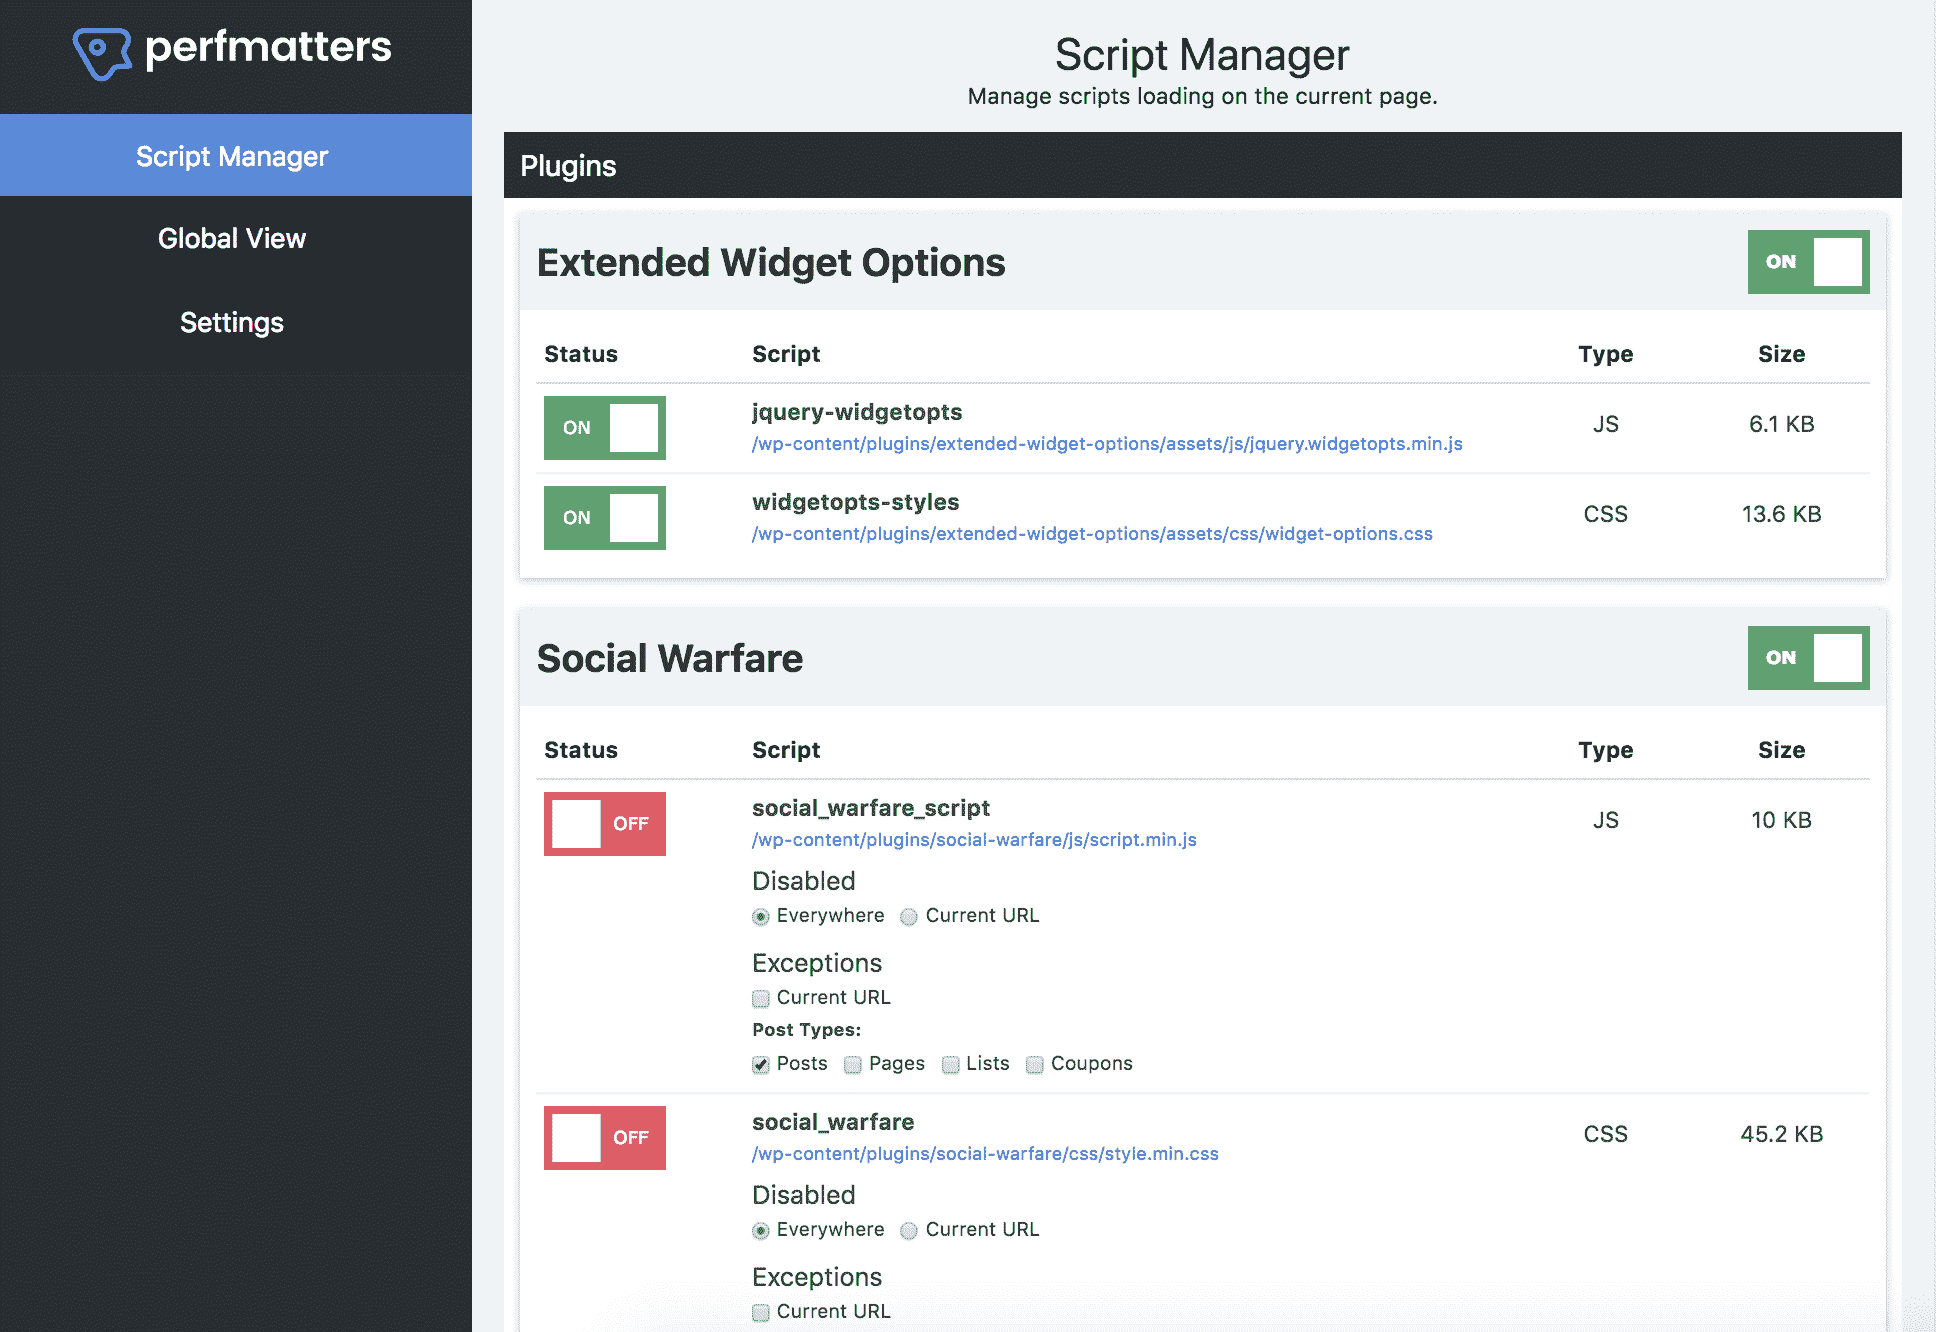 perfmatters
Script Manager
Global View
Settings
Script Manager
Manage scripts loading on the current page.
Plugins
Extended Widget Options ON
Status Script Type Size
ON jquery-widgetopts JS 6.1 KB
/wp-content/plugins/extended-widget-options/assets/js/jquery.widgetopts.min.js
ON widgetopts-styles CSS 13.6 KB
/wp-content/plugins/extended-widget-options/assets/css/widget-options.css
Social Warfare ON
Status Script Type Size
OFF social_warfare_script JS 10 KB
/wp-content/plugins/social-warfare/js/script.min.js
Disabled
Everywhere Current URL
Exceptions
Current URL
Post Types:
Posts Pages Lists Coupons
OFF social_warfare CSS 45.2 KB
/wp-content/plugins/social-warfare/css/style.min.css
Disabled
Everywhere Current URL
Exceptions
Current URL